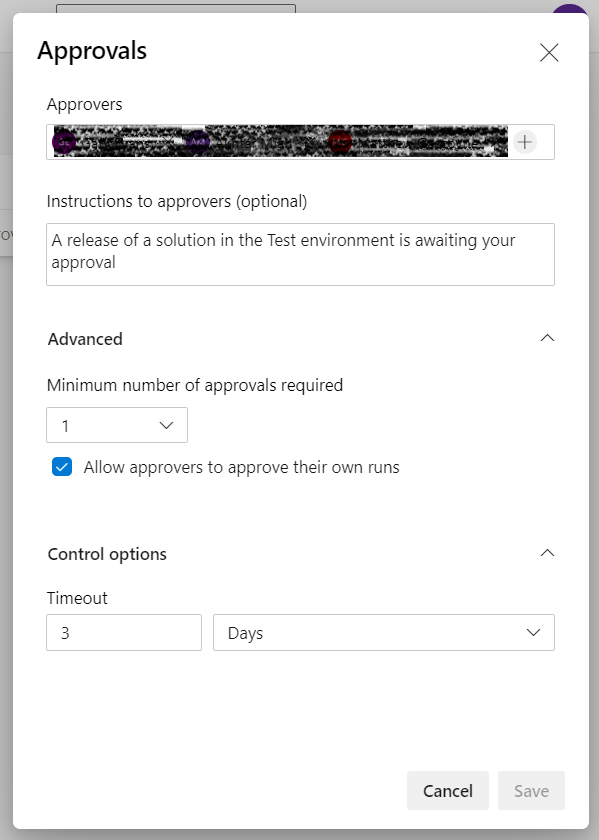 Approvals
Approvers
Instructions to approvers (optional)
A release of a solution in the Test environment is awaiting your
approval
Advanced
Minimum number of approvals required
1
Allow approvers to approve their own runs
Control options
Timeout
3
Days
Cancel
Save